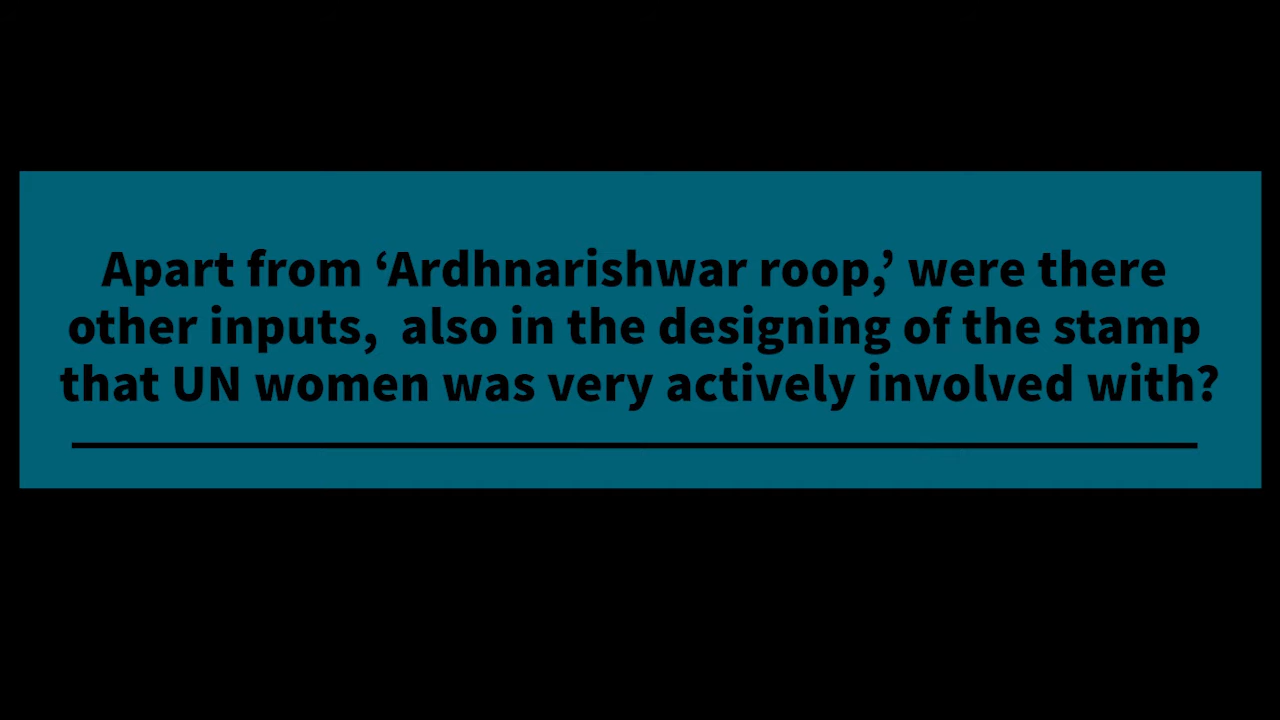 Apart from ‘Ardhnarishwar roop,’ were there
other inputs,  also in the designing of the stamp
that UN women was very actively involved with?